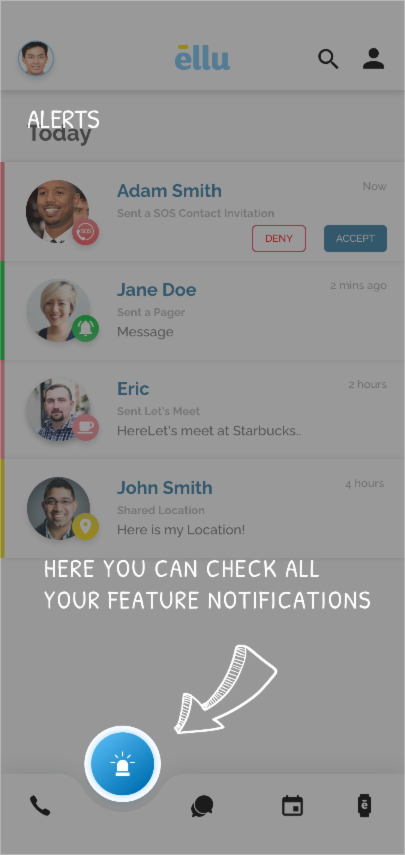 ēllu
ALERTS
Today
Adam Smith
Now
Sent a SOS Contact Invitation
SOS
DENY
ACCEPT
Jane Doe
2 mins ago
Sent a Pager
Message
Eric
2 hours
Sent Let's Meet
HereLet's meet at Starbucks..
John Smith
4 hours
Shared Location
Here is my Location!
HERE YOU CAN CHECK ALL
YOUR FEATURE NOTIFICATIONS
ē